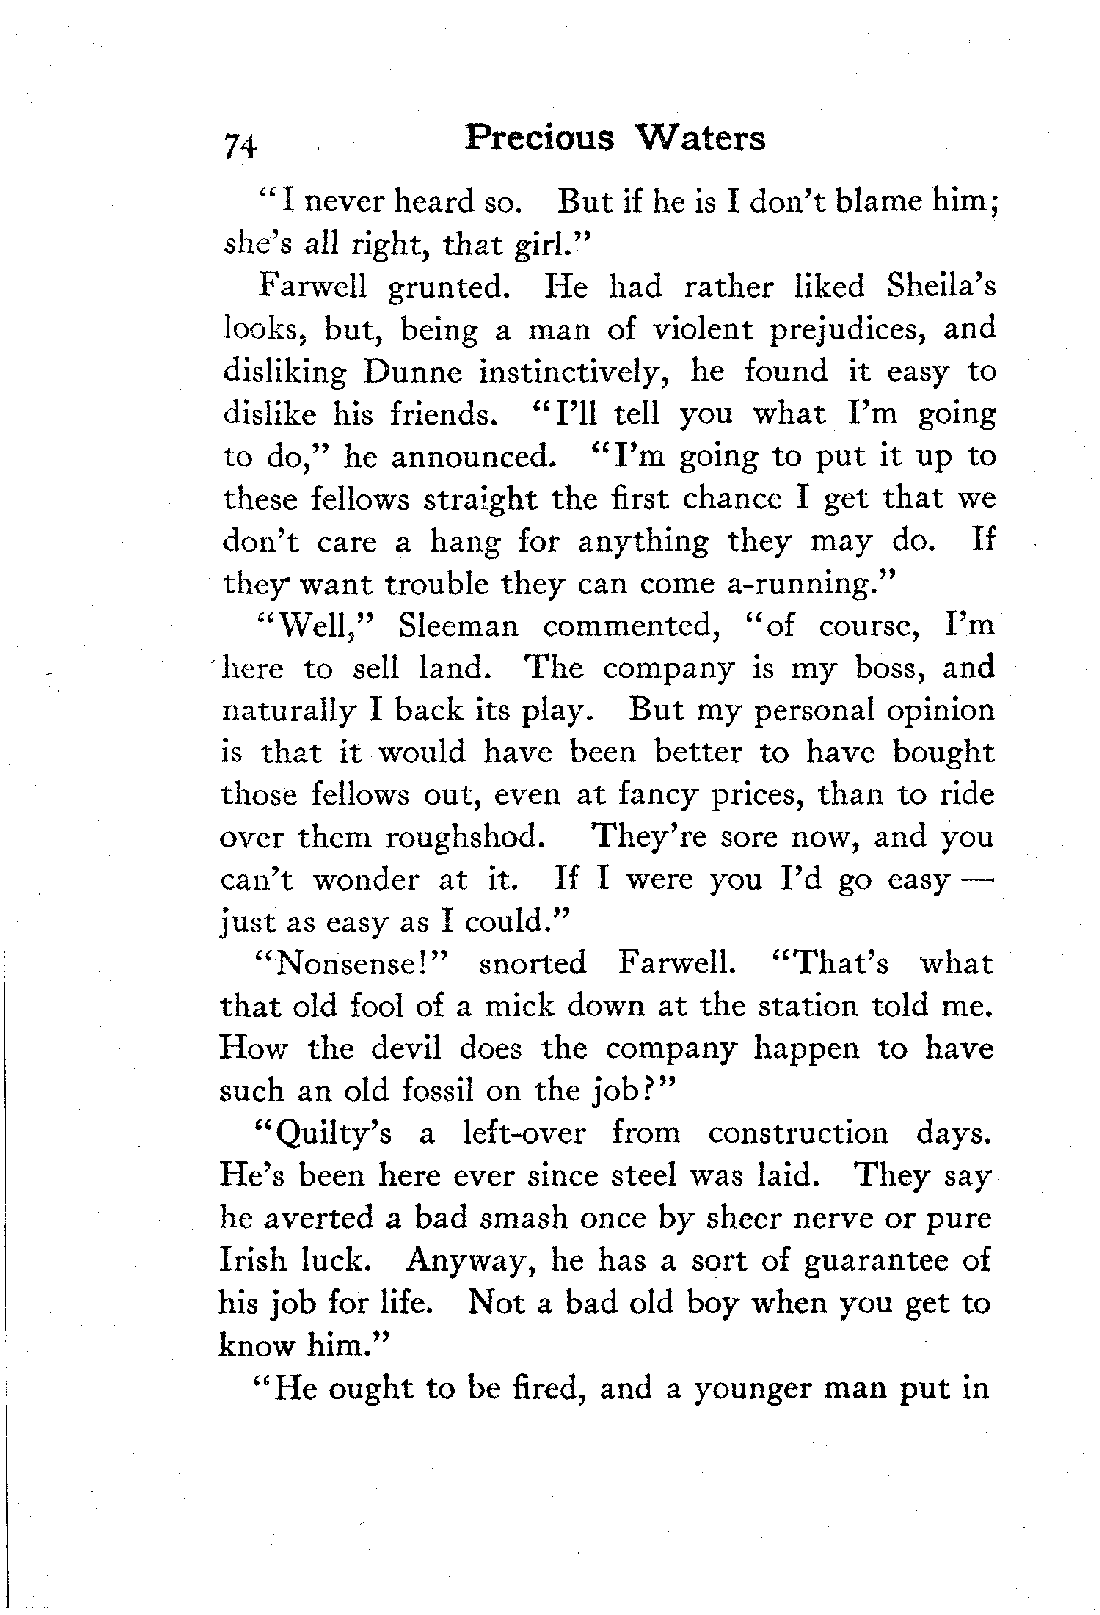 74 Precious Waters
"I never heard so. But if he is I don't blame him;
she's all right, that girl."
Farwell grunted. He had rather liked Sheila's
looks, but, being a man of violent prejudices, and
disliking Dunne instinctively, he found it easy to
dislike his friends. "I'll tell you what I'm going
to do," he announced. "I'm going to put it up to
these fellows straight the first chance I get that we
don't care a hang for anything they may do. If
they want trouble they can come a-running."
"Well," Sleeman commented, "of course, I'm
here to sell land. The company is my boss, and
naturally I back its play. But my personal opinion
is that it would have been better to have bought
those fellows out, even at fancy prices, than to ride
over them roughshod. They're sore now, and you
can't wonder at it. If I were you I'd go easy —
just as easy as I could."
"Nonsense!" snorted Farwell. "That's what
that old fool of a mick down at the station told me.
How the devil does the company happen to have
such an old fossil on the job?"
"Quilty's a left-over from construction days.
He's been here ever since steel was laid. They say
he averted a bad smash once by sheer nerve or pure
Irish luck. Anyway, he has a sort of guarantee of
his job for life. Not a bad old boy when you get to
know him."
"He ought to be fired, and a younger man put in